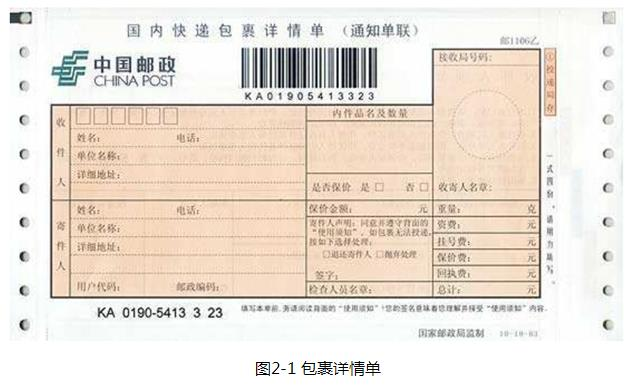 国内快递包裹详情单（通知单联）
邮1106乙
中国邮政
CHINA POST
KA01905413323
接收局号码：
①投递局存
收件人
姓名：　电话：
单位名称：
详细地址：
内件品名及数量
是否保价 是□ 否□
收寄人名章：
一式四份，请用力填写。
寄件人
姓名：　电话：
单位名称：
详细地址：
用户代码：　邮政编码：
保价金额：　元
寄件人声明：同意并遵守背面的
“使用须知”，如包裹无法投递，
按如下选择处理：
□退还寄件人 □抛弃处理
签字：
检查人员名章：
重量：　克
资费：　元
挂号费：　元
保价费：　元
回执费：　元
总计：　元
KA 0190-5413 3 23
填写本单前，务请阅读背面的“使用须知”！您的签名意味着您理解并接受“使用须知”内容。
国家邮政局监制
10-10-03
图2-1 包裹详情单